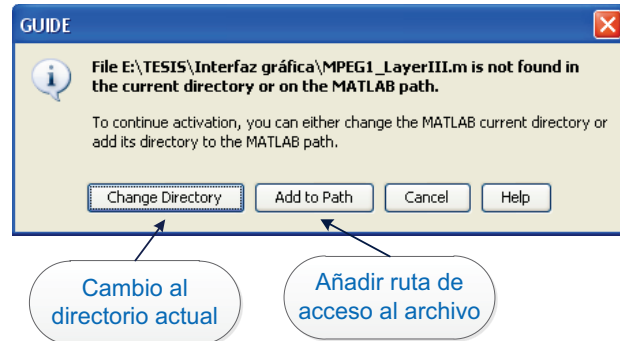 GUIDE
File E:\TESIS\Interfaz gráfica\MPEG1_LayerIII.m is not found in
the current directory or on the MATLAB path.
To continue activation, you can either change the MATLAB current directory or
add its directory to the MATLAB path.
Change Directory Add to Path Cancel Help
Cambio al
directorio actual
Añadir ruta de
acceso al archivo